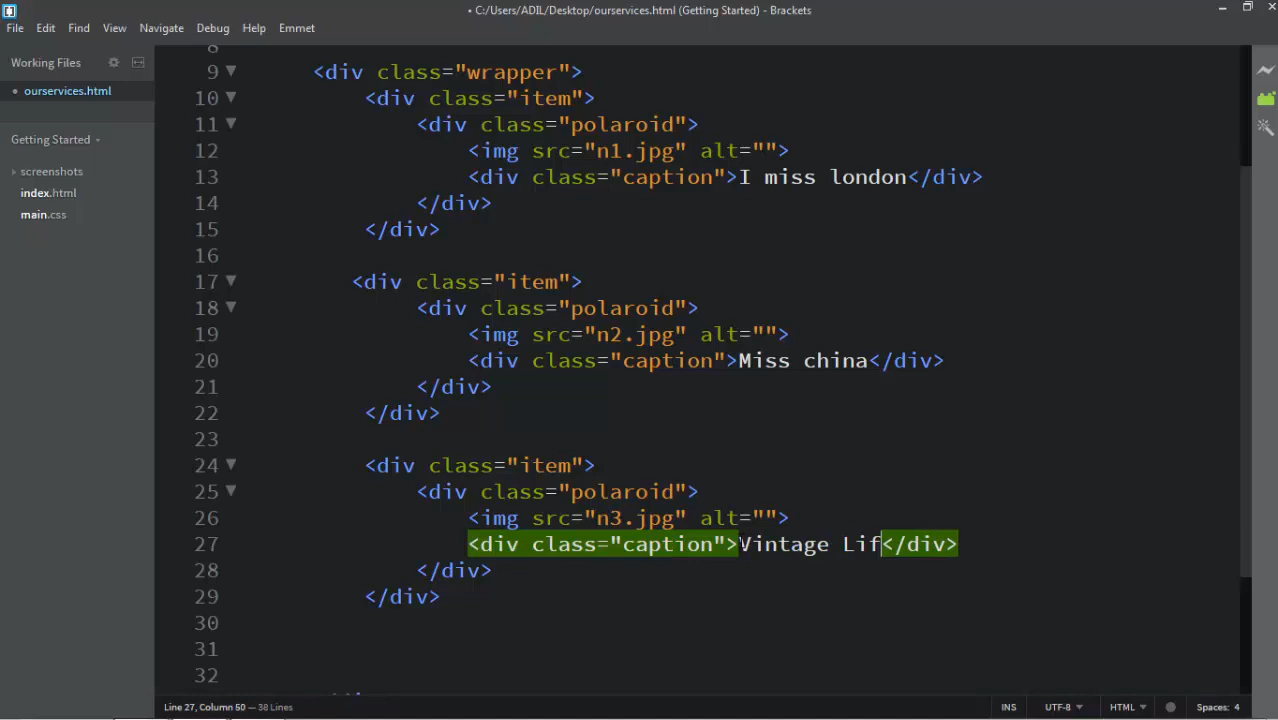 • C:/Users/ADIL/Desktop/ourservices.html (Getting Started) - Brackets
File Edit Find View Navigate Debug Help Emmet
Working Files
• ourservices.html
Getting Started
screenshots
index.html
main.css
8
9 <div class="wrapper">
10 <div class="item">
11 <div class="polaroid">
12 <img src="n1.jpg" alt="">
13 <div class="caption">I miss london</div>
14 </div>
15 </div>
16
17 <div class="item">
18 <div class="polaroid">
19 <img src="n2.jpg" alt="">
20 <div class="caption">Miss china</div>
21 </div>
22 </div>
23
24 <div class="item">
25 <div class="polaroid">
26 <img src="n3.jpg" alt="">
27 <div class="caption">Vintage Lif</div>
28 </div>
29 </div>
30
31
32
Line 27, Column 50 — 38 Lines INS UTF-8 HTML Spaces: 4